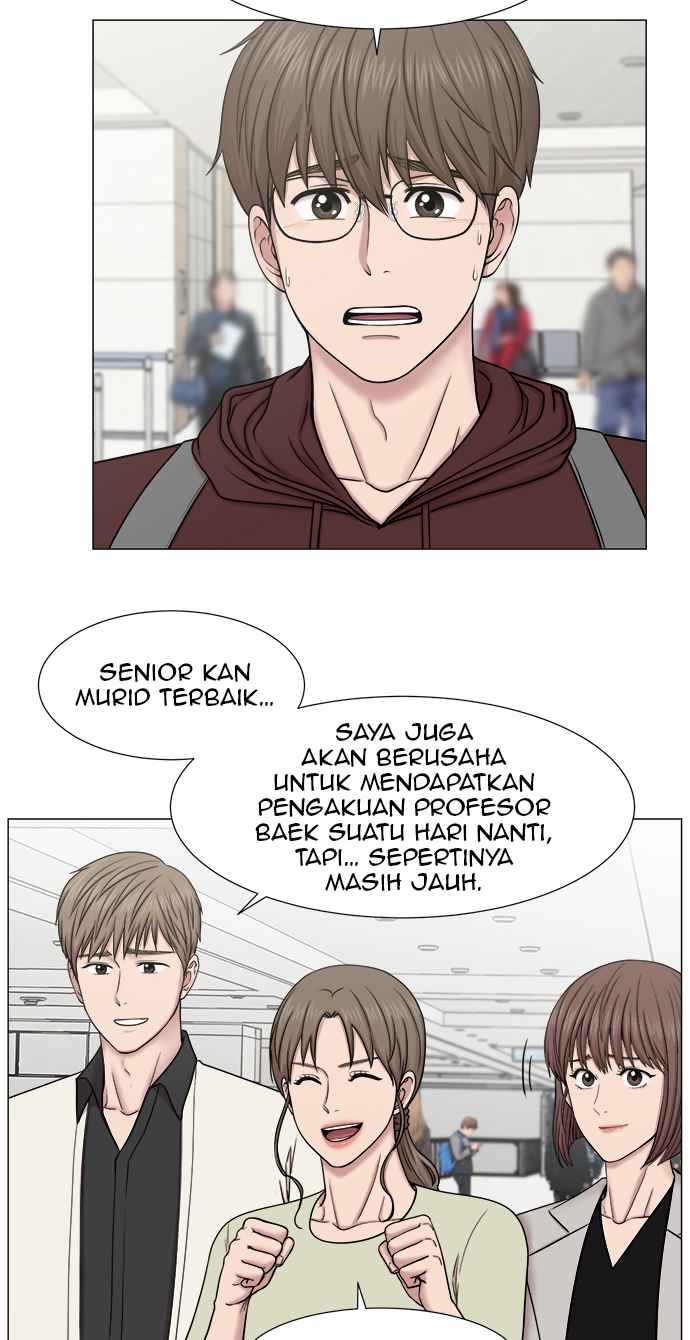 SENIOR KAN
MURID TERBAIK...
SAYA JUGA
AKAN BERUSAHA
UNTUK MENDAPATKAN
PENGAKUAN PROFESOR
BAEK SUATU HARI NANTI,
TAPI... SEPERTINYA
MASIH JAUH.